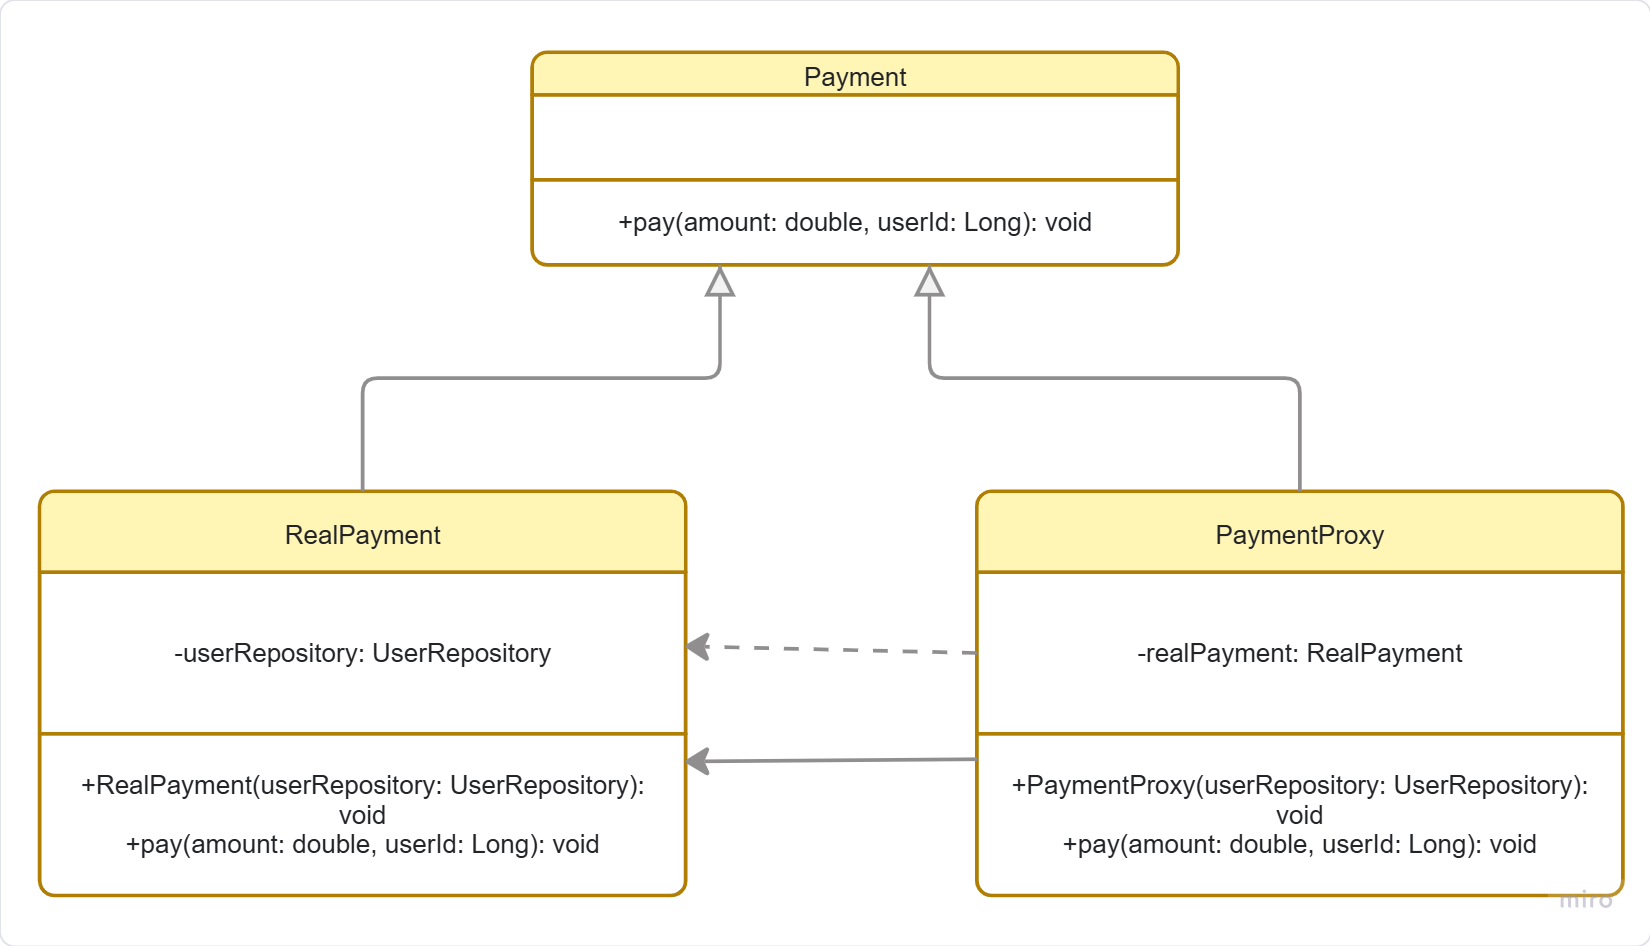 Payment
+pay(amount: double, userId: Long): void
RealPayment
-userRepository: UserRepository
+RealPayment(userRepository: UserRepository):
void
+pay(amount: double, userId: Long): void
PaymentProxy
-realPayment: RealPayment
+PaymentProxy(userRepository: UserRepository):
void
+pay(amount: double, userId: Long): void
miro